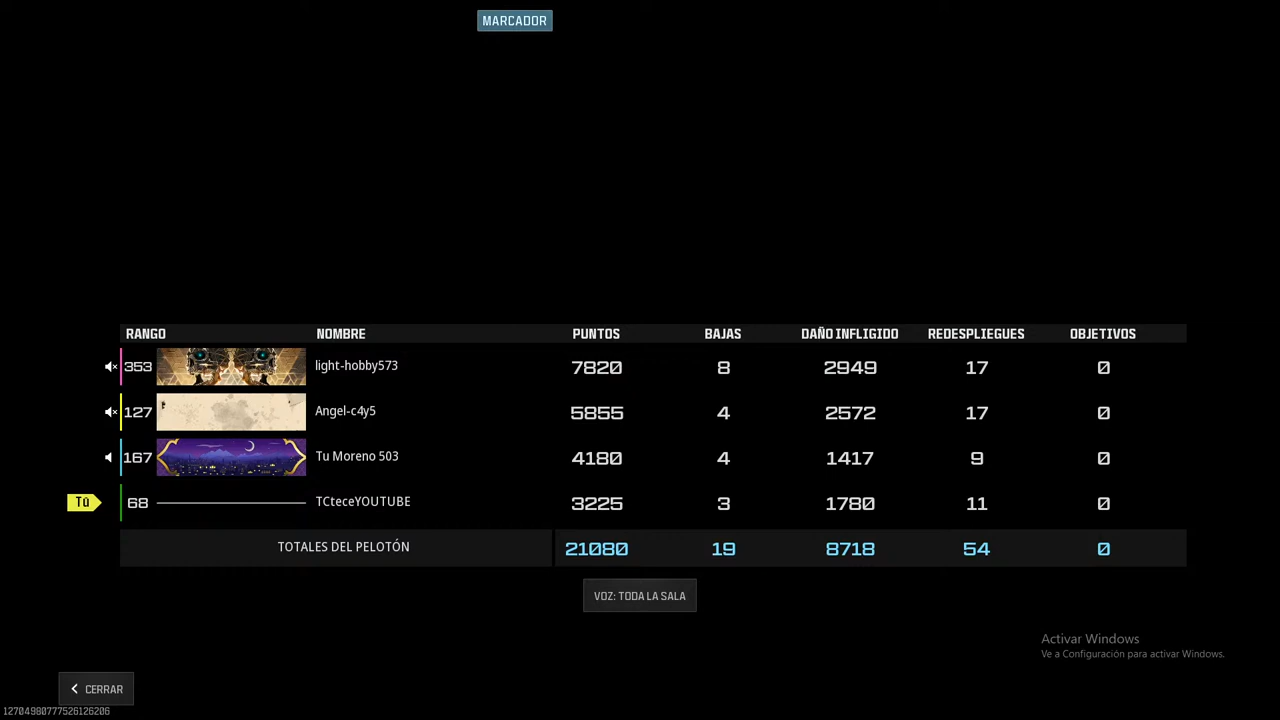 MARCADOR
RANGO NOMBRE PUNTOS BAJAS DAÑO INFLIGIDO REDESPLIEGUES OBJETIVOS
353 light-hobby573 7820 8 2949 17 0
127 Angel-c4y5 5855 4 2572 17 0
167 Tu Moreno 503 4180 4 1417 9 0
TÚ 68 TCteceYOUTUBE 3225 3 1780 11 0
TOTALES DEL PELOTÓN 21080 19 8718 54 0
VOZ: TODA LA SALA
Activar Windows
Ve a Configuración para activar Windows.
CERRAR
12704980777526126206